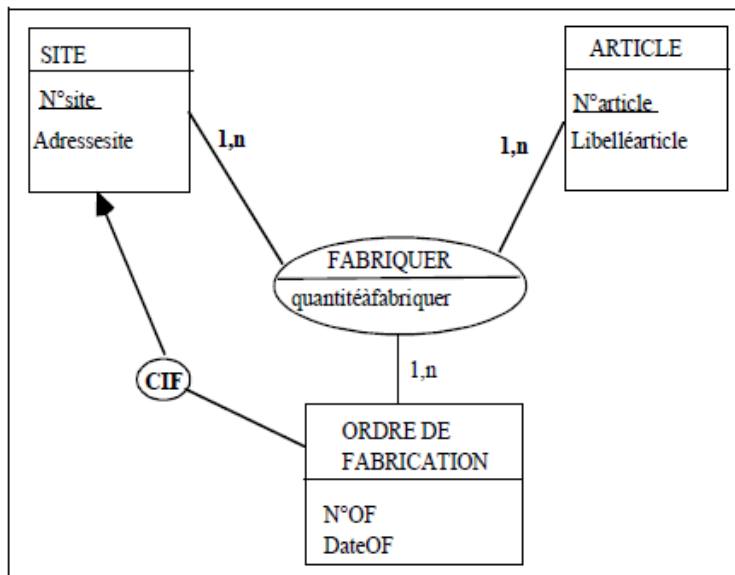 SITE
N°site
Adressesite
ARTICLE
N°article
Libelléarticle
1,n
1,n
FABRIQUER
quantitéàfabriquer
1,n
CIF
ORDRE DE
FABRICATION
N°OF
DateOF